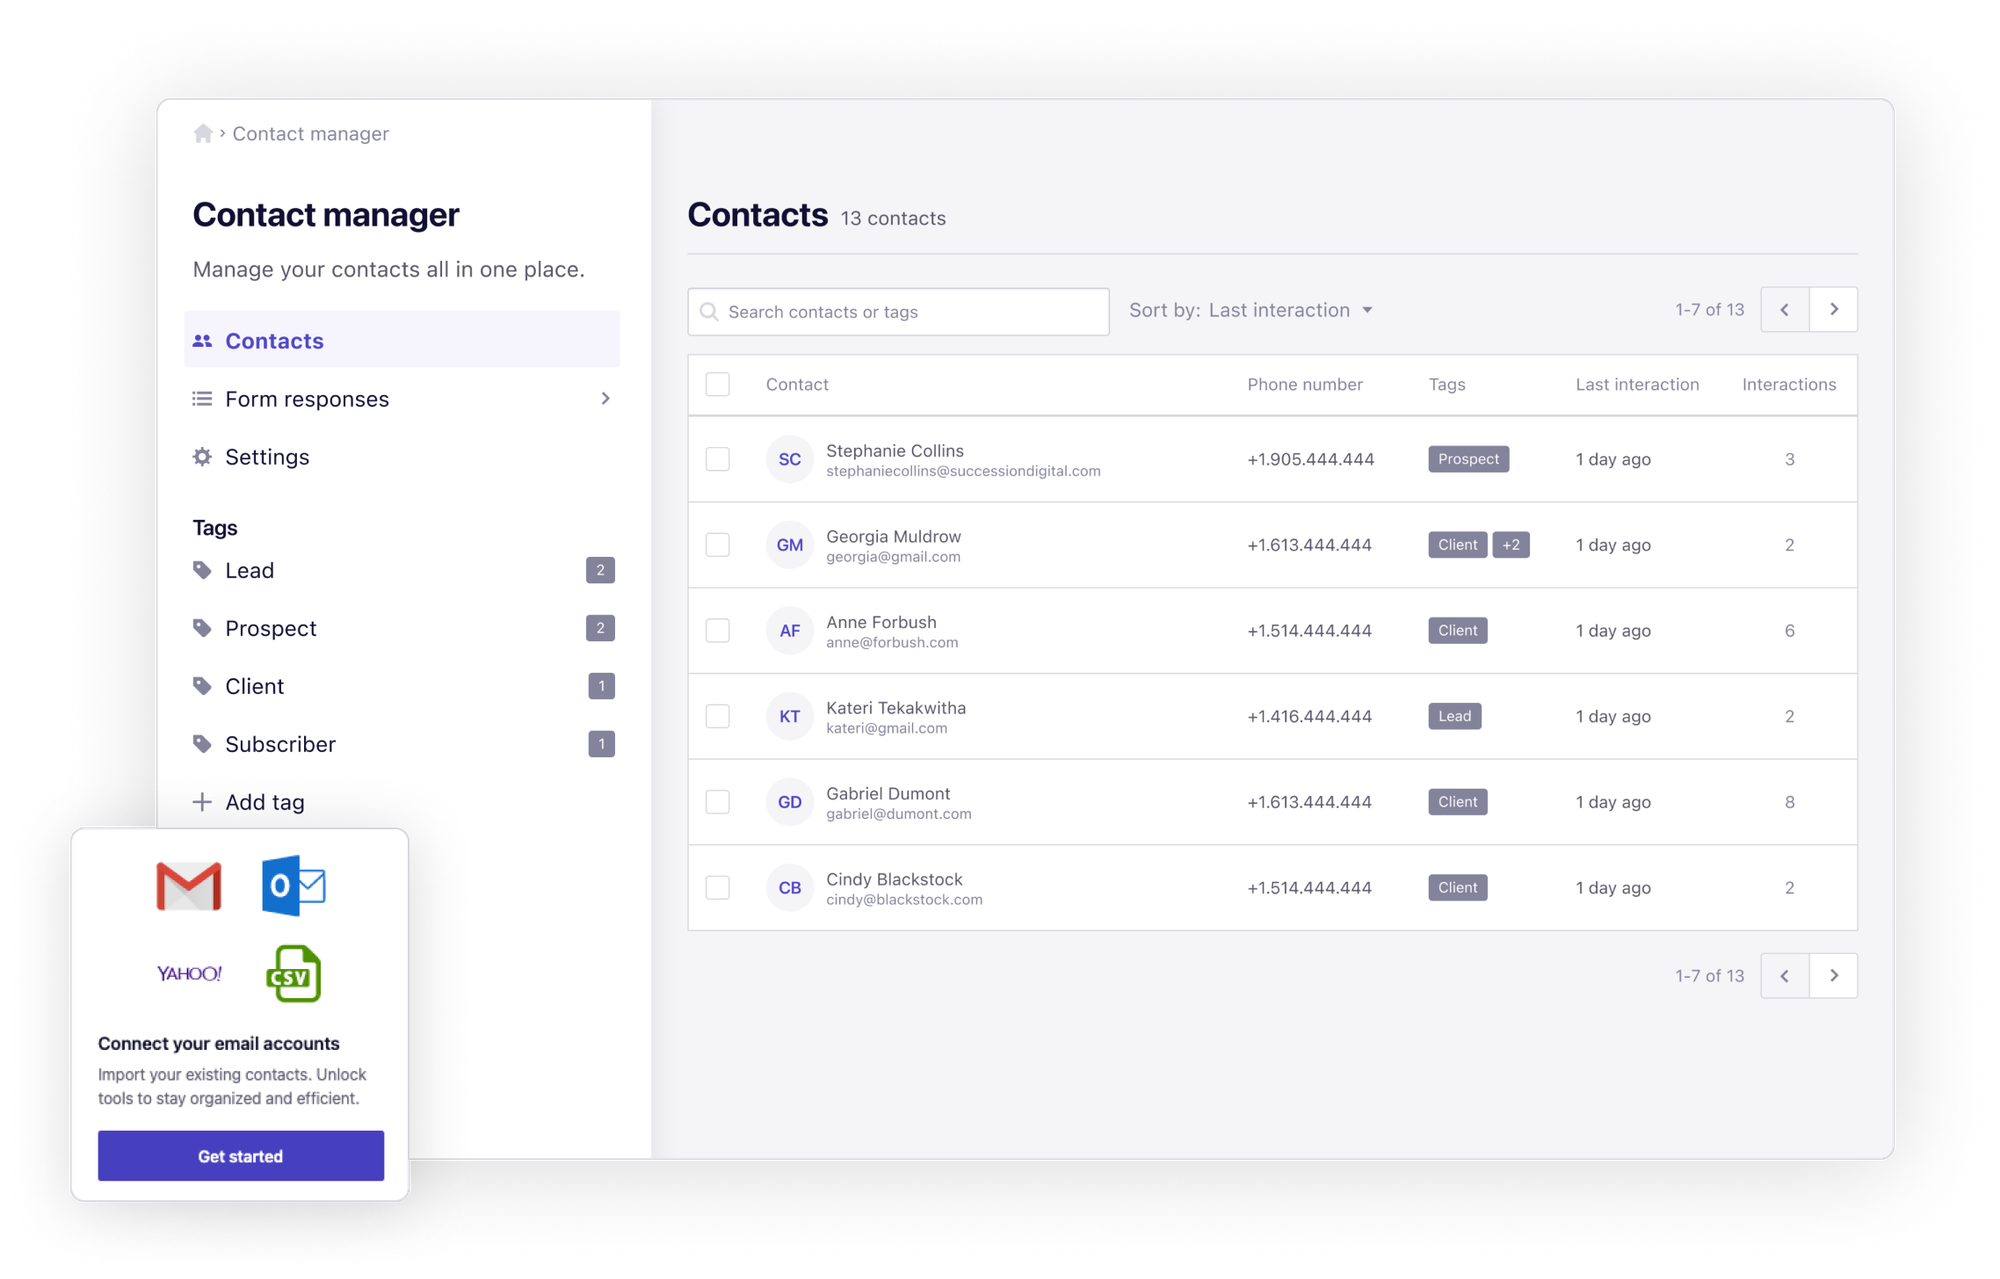 Contact manager
Contact manager
Manage your contacts all in one place.
Contacts
Form responses
Settings
Tags
Lead 2
Prospect 2
Client 1
Subscriber 1
Add tag
Contacts 13 contacts
Search contacts or tags Sort by: Last interaction 1-7 of 13
Contact Phone number Tags Last interaction Interactions
SC Stephanie Collins +1.905.444.444 Prospect 1 day ago 3
stephaniecollins@successiondigital.com
GM Georgia Muldrow +1.613.444.444 Client +2 1 day ago 2
georgia@gmail.com
AF Anne Forbush +1.514.444.444 Client 1 day ago 6
anne@forbush.com
KT Kateri Tekakwitha +1.416.444.444 Lead 1 day ago 2
kateri@gmail.com
GD Gabriel Dumont +1.613.444.444 Client 1 day ago 8
gabriel@dumont.com
CB Cindy Blackstock +1.514.444.444 Client 1 day ago 2
cindy@blackstock.com
1-7 of 13
O
YAHOO! CSV
Connect your email accounts
Import your existing contacts. Unlock
tools to stay organized and efficient.
Get started